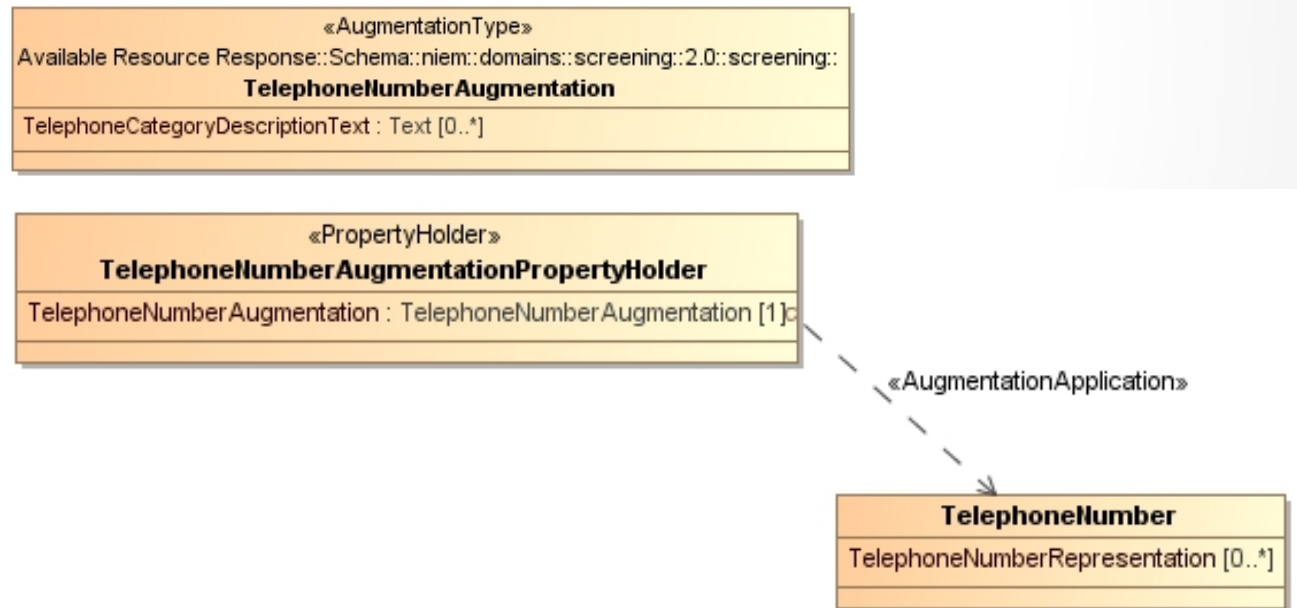 «AugmentationType»
Available Resource Response::Schema::niem::domains::screening::2.0::screening::
TelephoneNumberAugmentation
TelephoneCategoryDescriptionText : Text [0..*]
«PropertyHolder»
TelephoneNumberAugmentationPropertyHolder
TelephoneNumberAugmentation : TelephoneNumberAugmentation [1]
«AugmentationApplication»
TelephoneNumber
TelephoneNumberRepresentation [0..*]